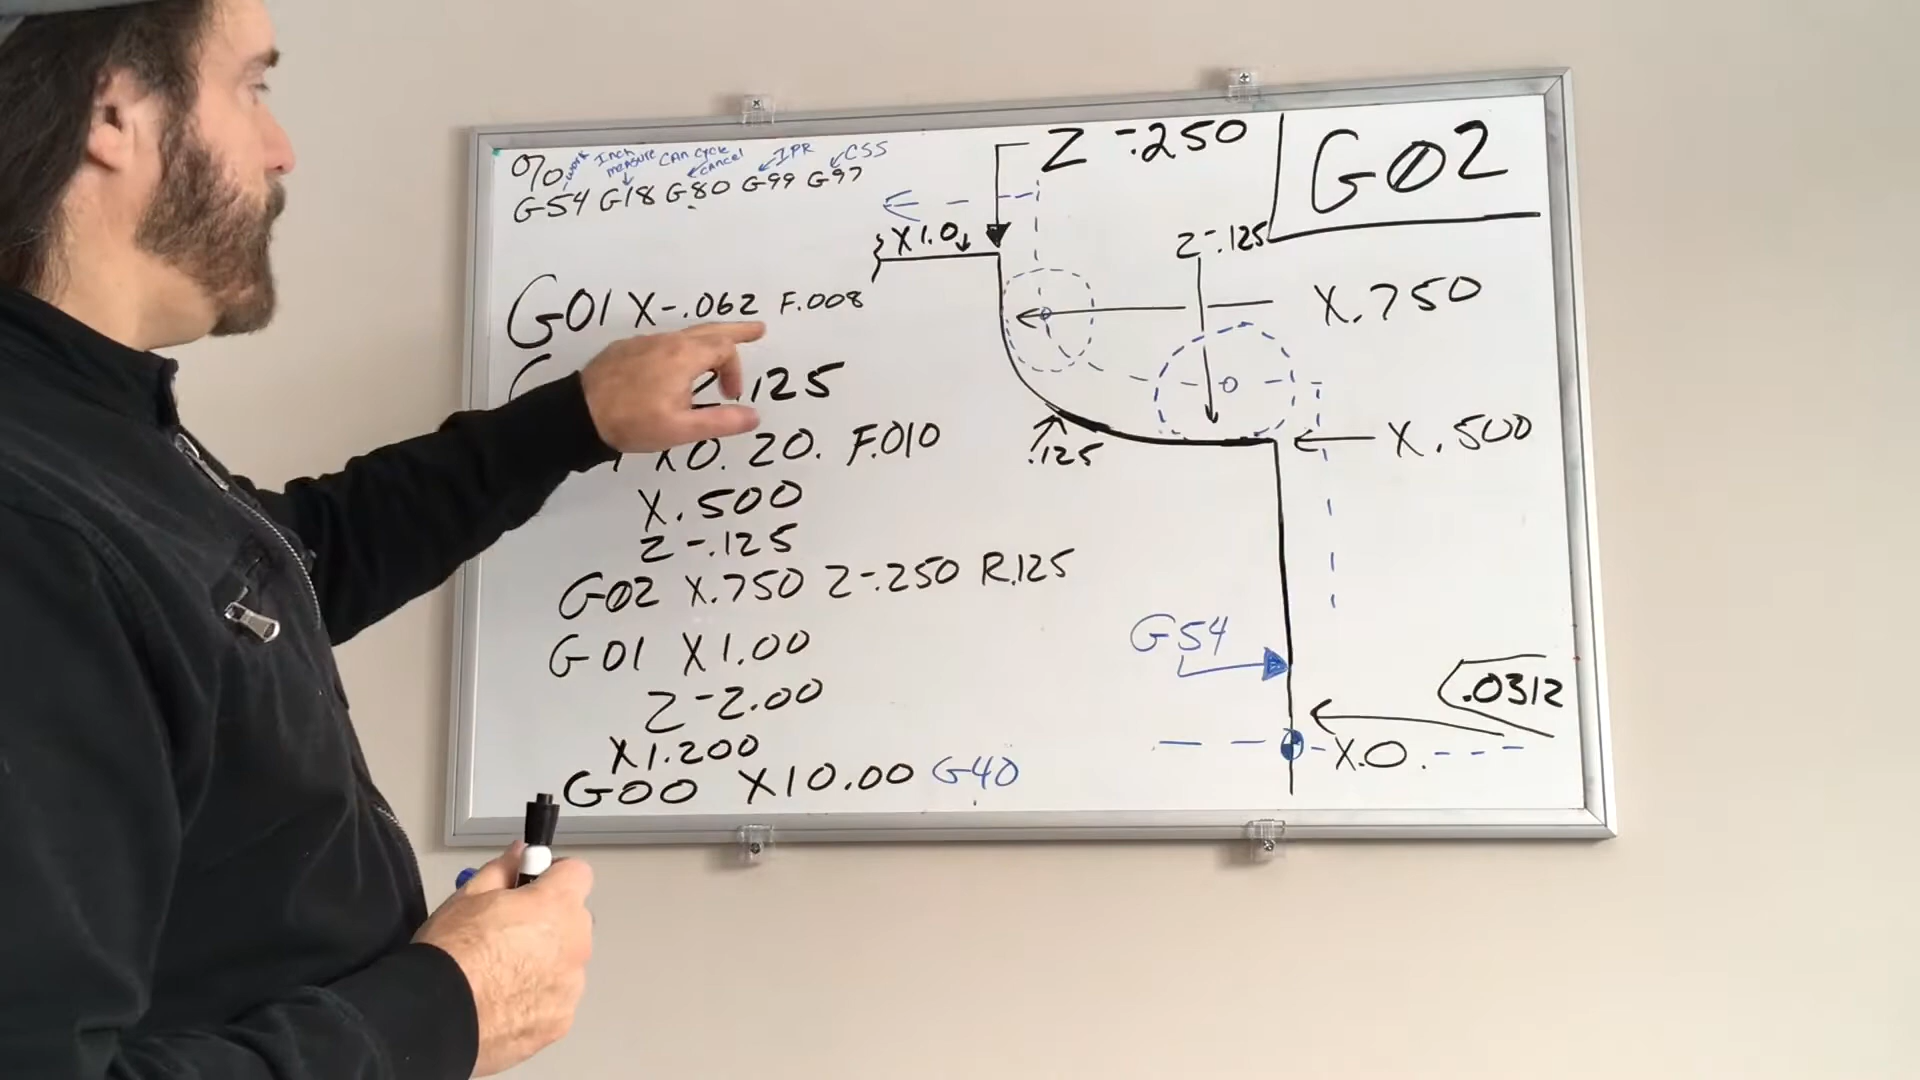 %
work Inch measure CAN cycle cancel IPR CSS
G54 G18 G80 G99 G97
G01 X-.062 F.008
.125
X0. Z0. F.010
X.500
Z-.125
G02 X.750 Z-.250 R.125
G01 X1.00
Z-2.00
X1.200
G00 X10.00 G40
Z-.250
G02
X1.0
Z-.125
X.750
X.500
.125
G54
.0312
X.0.